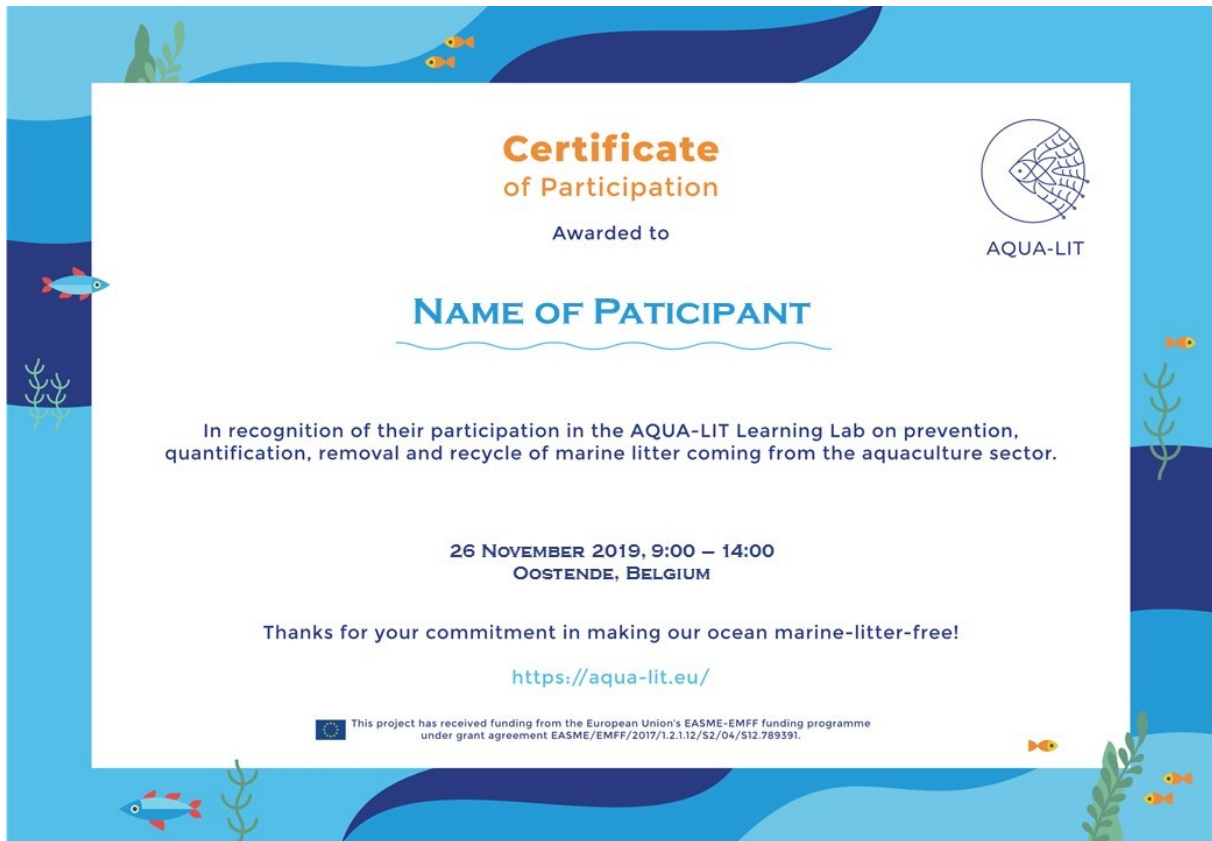 Certificate
of Participation
Awarded to
AQUA-LIT
NAME OF PATICIPANT
In recognition of their participation in the AQUA-LIT Learning Lab on prevention,
quantification, removal and recycle of marine litter coming from the aquaculture sector.
26 NOVEMBER 2019, 9:00 – 14:00
OOSTENDE, BELGIUM
Thanks for your commitment in making our ocean marine-litter-free!
https://aqua-lit.eu/
This project has received funding from the European Union's EASME-EMFF funding programme
under grant agreement EASME/EMFF/2017/1.2.1.12/S2/04/S12.789391.